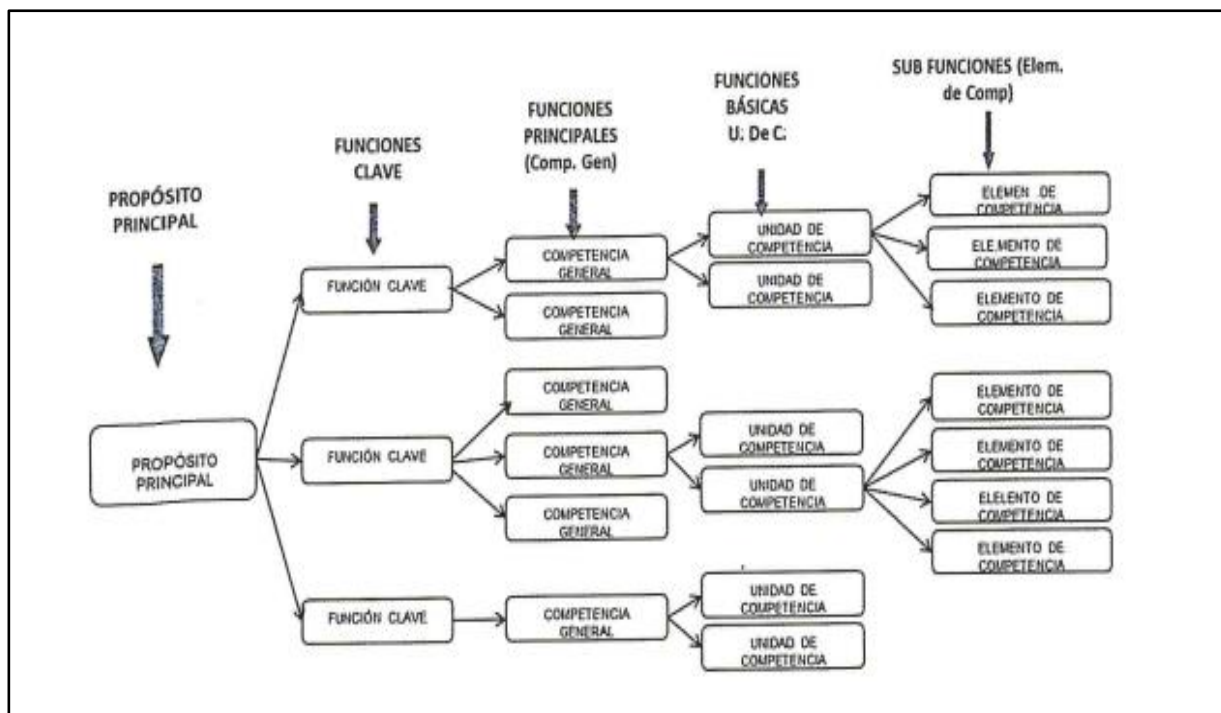 PROPÓSITO
PRINCIPAL
FUNCIONES
CLAVE
FUNCIONES
PRINCIPALES
(Comp. Gen)
FUNCIONES
BÁSICAS
U. De C.
SUB FUNCIONES (Elem.
de Comp)
PROPÓSITO
PRINCIPAL
FUNCIÓN CLAVE
FUNCIÓN CLAVE
FUNCIÓN CLAVE
COMPETENCIA
GENERAL
COMPETENCIA
GENERAL
COMPETENCIA
GENERAL
COMPETENCIA
GENERAL
COMPETENCIA
GENERAL
COMPETENCIA
GENERAL
UNIDAD DE
COMPETENCIA
UNIDAD DE
COMPETENCIA
UNIDAD DE
COMPETENCIA
UNIDAD DE
COMPETENCIA
UNIDAD DE
COMPETENCIA
UNIDAD DE
COMPETENCIA
ELEMEN DE
COMPETENCIA
ELE.MENTO DE
COMPETENCIA
ELEMENTO DE
COMPETENCIA
ELEMENTO DE
COMPETENCIA
ELEMENTO DE
COMPETENCIA
ELELENTO DE
COMPETENCIA
ELEMENTO DE
COMPETENCIA